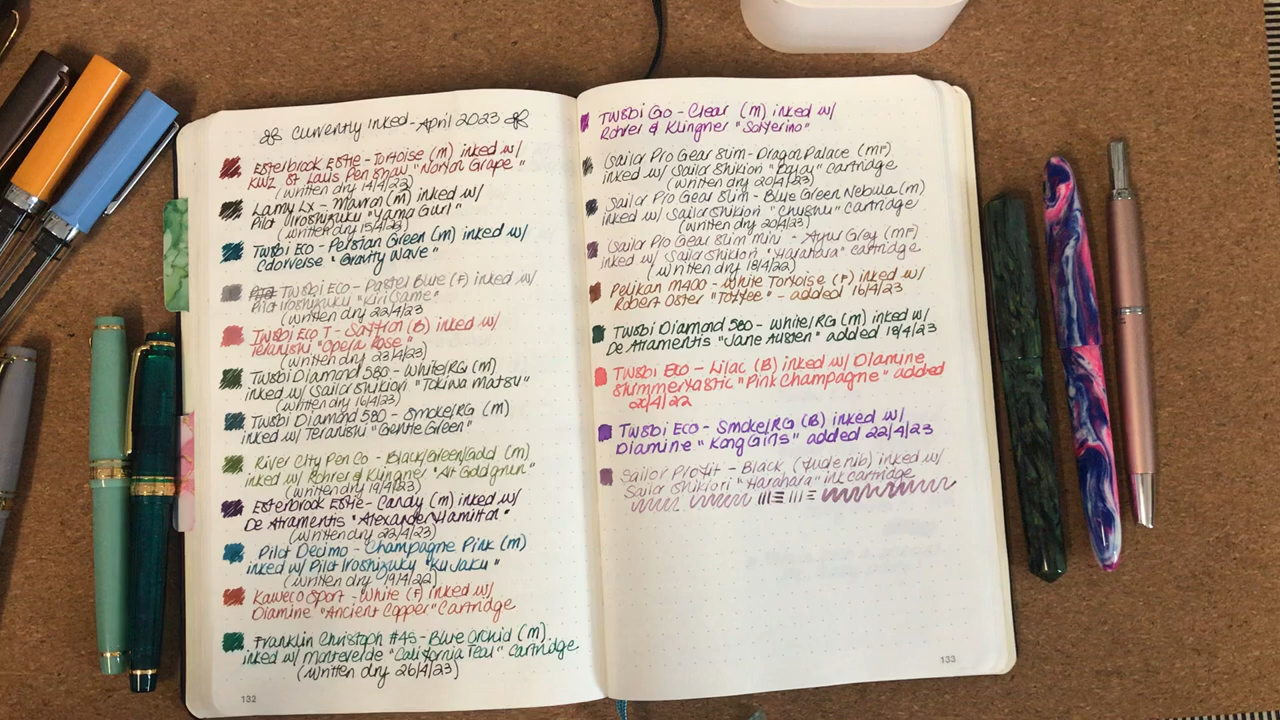 Currently Inked - April 2023
Esterbrook Estie - Tortoise (M) inked w/
KWZ St Louis Pen Show "Norton Grape"
(written dry 14/4/23)
Lamy Lx - Marron (M) inked w/
Pilot Iroshizuku "Yama Guri"
(written dry 15/4/23)
TWSBI ECO - Persian Green (M) inked w/
Colorverse "Gravity Wave"
TWSBI ECO - Pastel Blue (F) inked w/
Pilot Iroshizuku "Kiri Same"
(written dry 22/4/23)
TWSBI ECO T - Saffron (B) inked w/
Teranishi "Opera Rose"
(written dry 23/4/23)
TWSBI Diamond 580 - White/RG (M)
inked w/ Sailor Shikiori "Tokiwa Matsu"
(written dry 16/4/23)
TWSBI Diamond 580 - Smoke/RG (M)
inked w/ Teranishi "Gentle Green"
River City Pen Co - Black/Green/Gold (M)
inked w/ Rohrer & Klingner "Alt Goldgrun"
(written dry 19/4/23)
Esterbrook Estie - Candy (M) inked w/
De Atramentis "Alexander Hamilton"
(written dry 22/4/23)
Pilot Decimo - Champagne Pink (M)
inked w/ Pilot Iroshizuku "Ku Jaku"
(written dry 19/4/22)
Kaweco Sport - White (F) inked w/
Diamine "Ancient Copper" Cartridge
Franklin Christoph #45 - Blue Orchid (M)
inked w/ Monteverde "California Teal" cartridge
(written dry 26/4/23)
132
TWSBI GO - Clear (M) inked w/
Rohrer & Klingner "Solferino"
Sailor Pro Gear Slim - Dragon Palace (MF)
inked w/ Sailor Shikiori Cartridge
(written dry 20/4/23)
Sailor Pro Gear Slim - Blue Green Nebula (M)
inked w/ Sailor Shikiori "Chushu" Cartridge
(written dry 20/4/23)
Sailor Pro Gear Slim mini - Ayur Gray (MF)
inked w/ Sailor Shikiori "Harahara" Cartridge
(written dry 18/4/22)
Pelikan M400 - White Tortoise (F) inked w/
Robert Oster "Toffee" - added 16/4/23
TWSBI Diamond 580 - White/RG (M) inked w/
De Atramentis "Jane Austen" added 18/4/23
TWSBI ECO - Lilac (B) inked w/ Diamine
Shimmertastic "Pink Champagne" added
TWSBI ECO - Smoke/RG (B) inked w/
Diamine added 22/4/23
Sailor Profit - Black (fude nib) inked w/
Sailor Shikiori "Harahara" ink cartridge
133